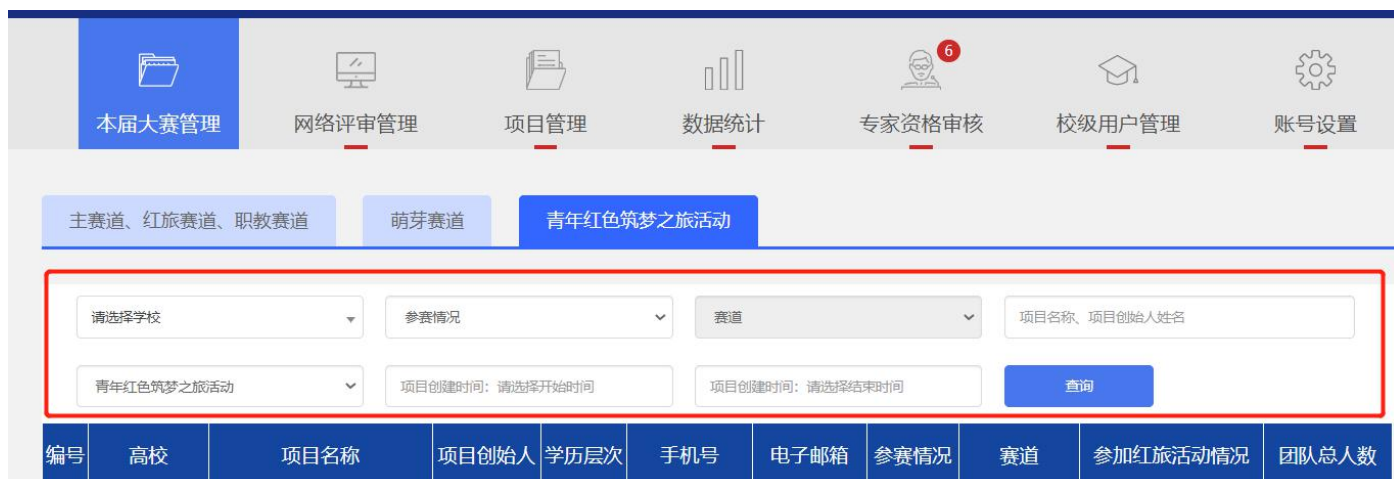 6
本届大赛管理 网络评审管理 项目管理 数据统计 专家资格审核 校级用户管理 账号设置
主赛道、红旅赛道、职教赛道 萌芽赛道 青年红色筑梦之旅活动
请选择学校 参赛情况 赛道 项目名称、项目创始人姓名
青年红色筑梦之旅活动 项目创建时间：请选择开始时间 项目创建时间：请选择结束时间 查询
编号 高校 项目名称 项目创始人 学历层次 手机号 电子邮箱 参赛情况 赛道 参加红旅活动情况 团队总人数